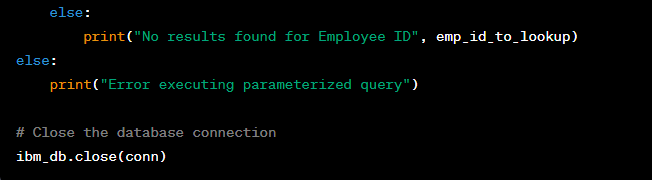 else:
print("No results found for Employee ID", emp_id_to_lookup)
else:
print("Error executing parameterized query")
# Close the database connection
ibm_db.close(conn)